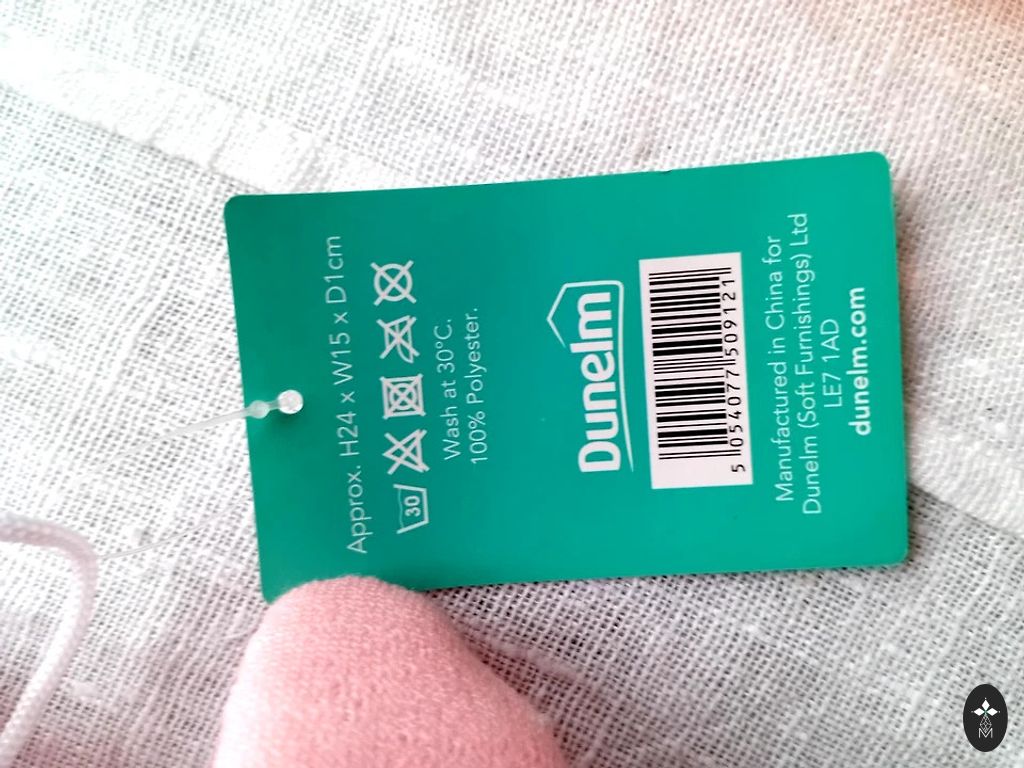 Approx. H24 x W15 x D1cm
30
Wash at 30°C.
100% Polyester.
Dunelm
5 054077 509121
Manufactured in China for
Dunelm (Soft Furnishings) Ltd
LE7 1AD
dunelm.com
M